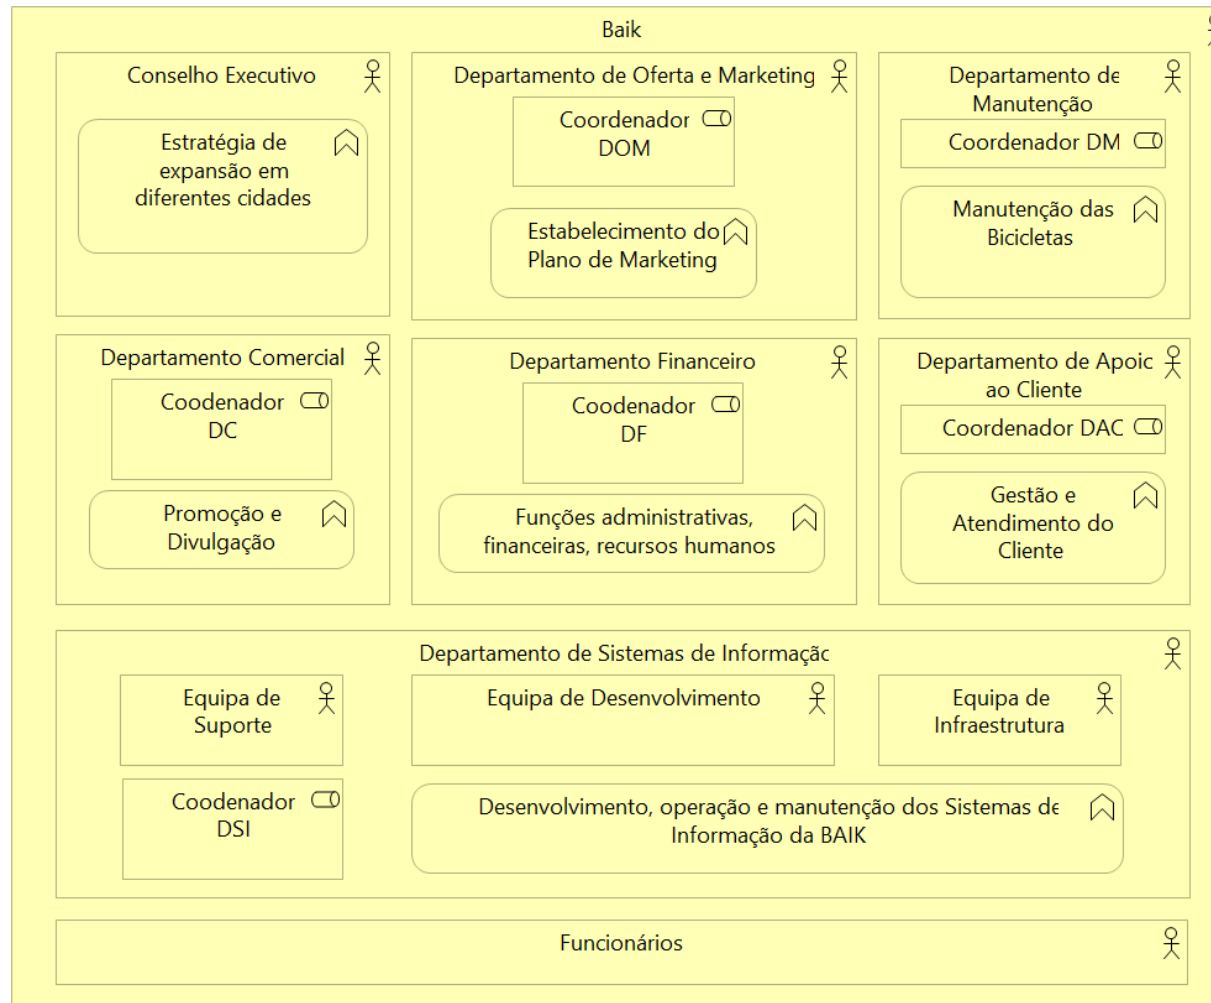 Baik
Conselho Executivo
Estratégia de
expansão em
diferentes cidades
Departamento de Oferta e Marketing
Coordenador
DOM
Estabelecimento do
Plano de Marketing
Departamento de
Manutenção
Coordenador DM
Manutenção das
Bicicletas
Departamento Comercial
Coodenador
DC
Promoção e
Divulgação
Departamento Financeiro
Coodenador
DF
Funções administrativas,
financeiras, recursos humanos
Departamento de Apoio
ao Cliente
Coordenador DAC
Gestão e
Atendimento do
Cliente
Departamento de Sistemas de Informação
Equipa de
Suporte
Equipa de Desenvolvimento
Equipa de
Infraestrutura
Coodenador
DSI
Desenvolvimento, operação e manutenção dos Sistemas de
Informação da BAIK
Funcionários